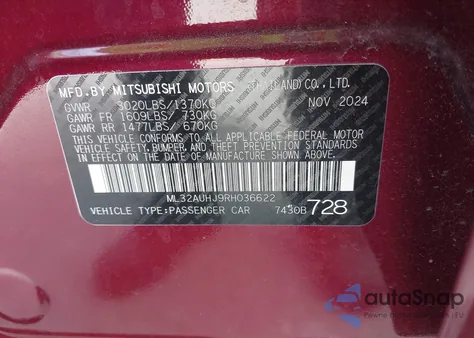 MFD. BY MITSUBISHI MOTORS (THAILAND) CO., LTD.
GVWR 3020LBS/1370KG NOV 2024
GAWR FR 1609LBS/ 730KG
GAWR RR 1477LBS/ 670KG
THIS VEHICLE CONFORMS TO ALL APPLICABLE FEDERAL MOTOR
VEHICLE SAFETY, BUMPER, AND THEFT PREVENTION STANDARDS
IN EFFECT ON THE DATE OF MANUFACTURE SHOWN ABOVE.
ML32AUHJ9RH036622
VEHICLE TYPE:PASSENGER CAR 7430B 728
autoSnap